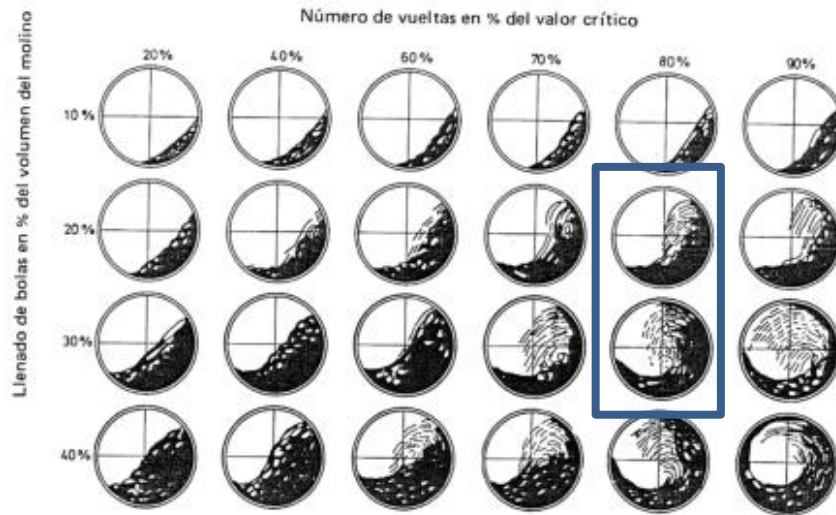 Número de vueltas en % del valor crítico
Llenado de bolas en % del volumen del molino
20% 40% 60% 70% 80% 90%
10%
20%
30%
40%